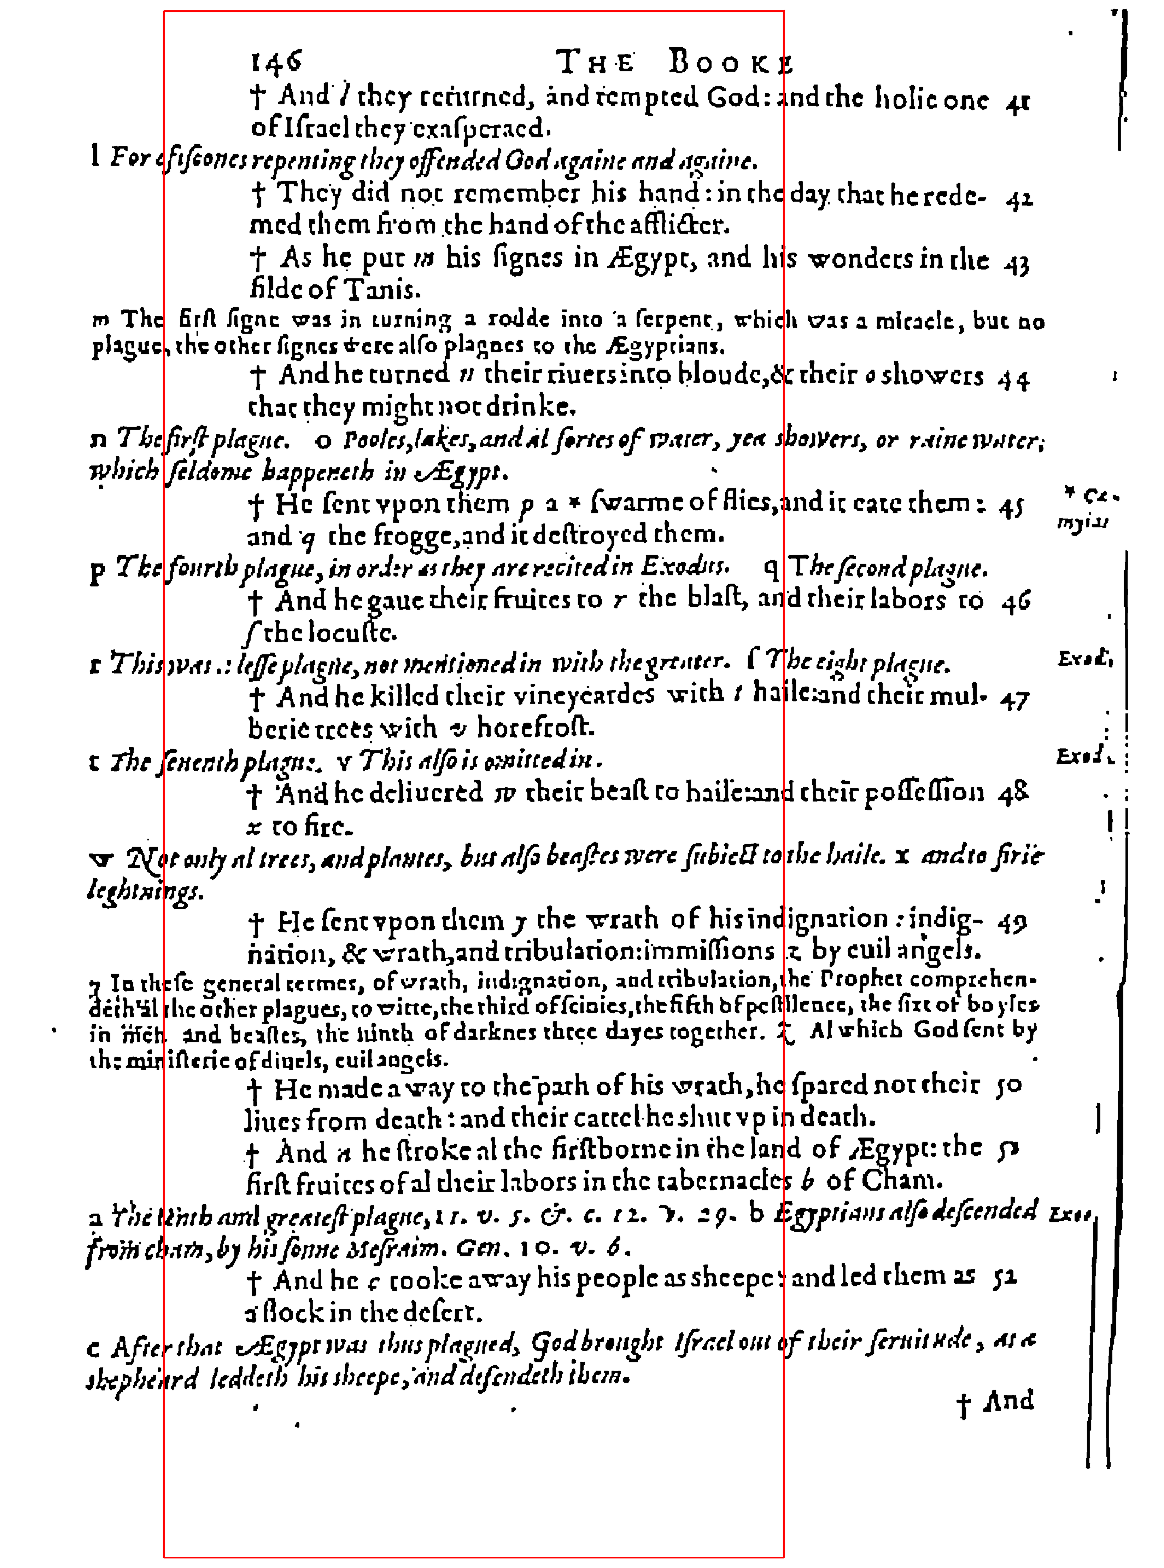 146 THE BOOKE
† And l they returned, and tempted God: and the holie one 41
of Iſrael they exaſperaed.
l For eftſcones repenting they offended God againe and againe.
† They did not remember his hand: in the day that he rede- 42
med them from the hand of the afflicter.
† As he put m his ſignes in Ægypt, and his wonders in the 43
filde of Tanis.
m The firſt ſigne was in turning a rodde into a ſerpent, which was a miracle, but no
plague, the other ſignes were alſo plagues to the Ægyptians.
† And he turned n their riuers into bloude, & their o showers 44
that they might not drinke.
n The firſt plague. o Pooles, lakes, and al ſortes of water, yea showers, or raine water;
which ſeldome happeneth in Ægypt.
† He ſent vpon them p a * ſwarme of flies, and it eate them: 45 * Cæ-
and q the frogge, and it deſtroyed them. myias
p The fourth plague, in order as they are recited in Exodus. q The ſecond plague.
† And he gaue their fruites to r the blaſt, and their labors to 46
ſ the locuſte.
r This was a leſſe plague, not mentioned in with the greater. ſ The eight plague. Exod.
† And he killed their vineyeardes with t haile: and their mul- 47
berie trees with v horefroſt.
t The ſeuenth plague. v This alſo is omitted in. Exod.
† And he deliuered w their beaſt to haile: and their poſſeſſion 48
x to fire.
w Not only al trees, and plantes, but alſo beaſtes were ſubiect to the haile. x and to firie
leghtnings.
† He ſent vpon them y the wrath of his indignation: indig- 49
nation, & wrath, and tribulation: immiſſions z by euil angels.
y In theſe general termes, of wrath, indignation, and tribulation, the Prophet comprehen-
deth al the other plagues, to witte, the third of ſcinies, the fifth of peſtilence, the ſixt of boyles
in men and beaſtes, the ninth of darknes three dayes together. z Al which God ſent by
the miniſterie of diuels, euil angels.
† He made a way to the path of his wrath, he ſpared not their 50
liues from death: and their cattel he shut vp in death.
† And a he ſtroke al the firſtborne in the land of Ægypt: the 51
firſt fruites of al their labors in the tabernacles b of Cham.
a The tenth and greateſt plague, 11. v. 5. &. c. 12. v. 29. b Egyptians alſo deſcended Exod.
from Cham, by his ſonne Meſraim. Gen. 10. v. 6.
† And he c tooke away his people as sheepe: and led them as 52
a flock in the deſert.
c After that Ægypt was thus plagued, God brought Iſrael out of their ſeruitude, as a
shepheard leddeth his sheepe, and defendeth them.
† And